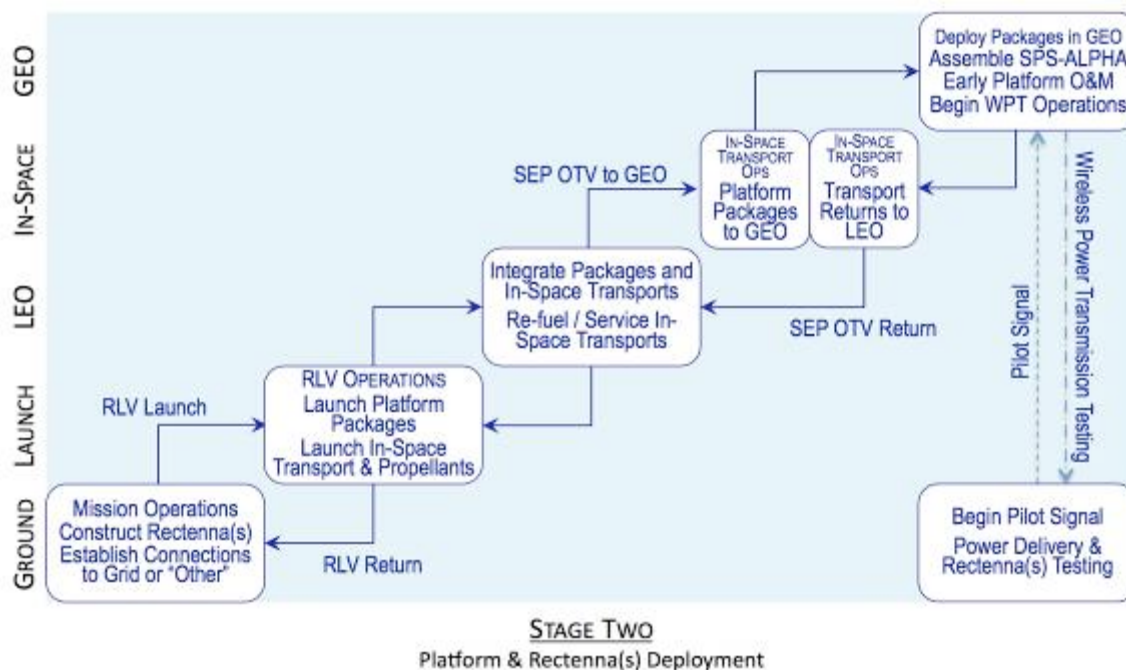 GEO
IN-SPACE
LEO
LAUNCH
GROUND
Deploy Packages in GEO
Assemble SPS-ALPHA
Early Platform O&M
Begin WPT Operations
IN-SPACE
TRANSPORT
OPS
Platform
Packages
to GEO
IN-SPACE
TRANSPORT
OPS
Transport
Returns to
LEO
SEP OTV to GEO
Integrate Packages and
In-Space Transports
Re-fuel / Service In-
Space Transports
SEP OTV Return
Pilot Signal
Wireless Power Transmission Testing
RLV Launch
RLV OPERATIONS
Launch Platform
Packages
Launch In-Space
Transport & Propellants
Mission Operations
Construct Rectenna(s)
Establish Connections
to Grid or "Other"
RLV Return
Begin Pilot Signal
Power Delivery &
Rectenna(s) Testing
STAGE TWO
Platform & Rectenna(s) Deployment